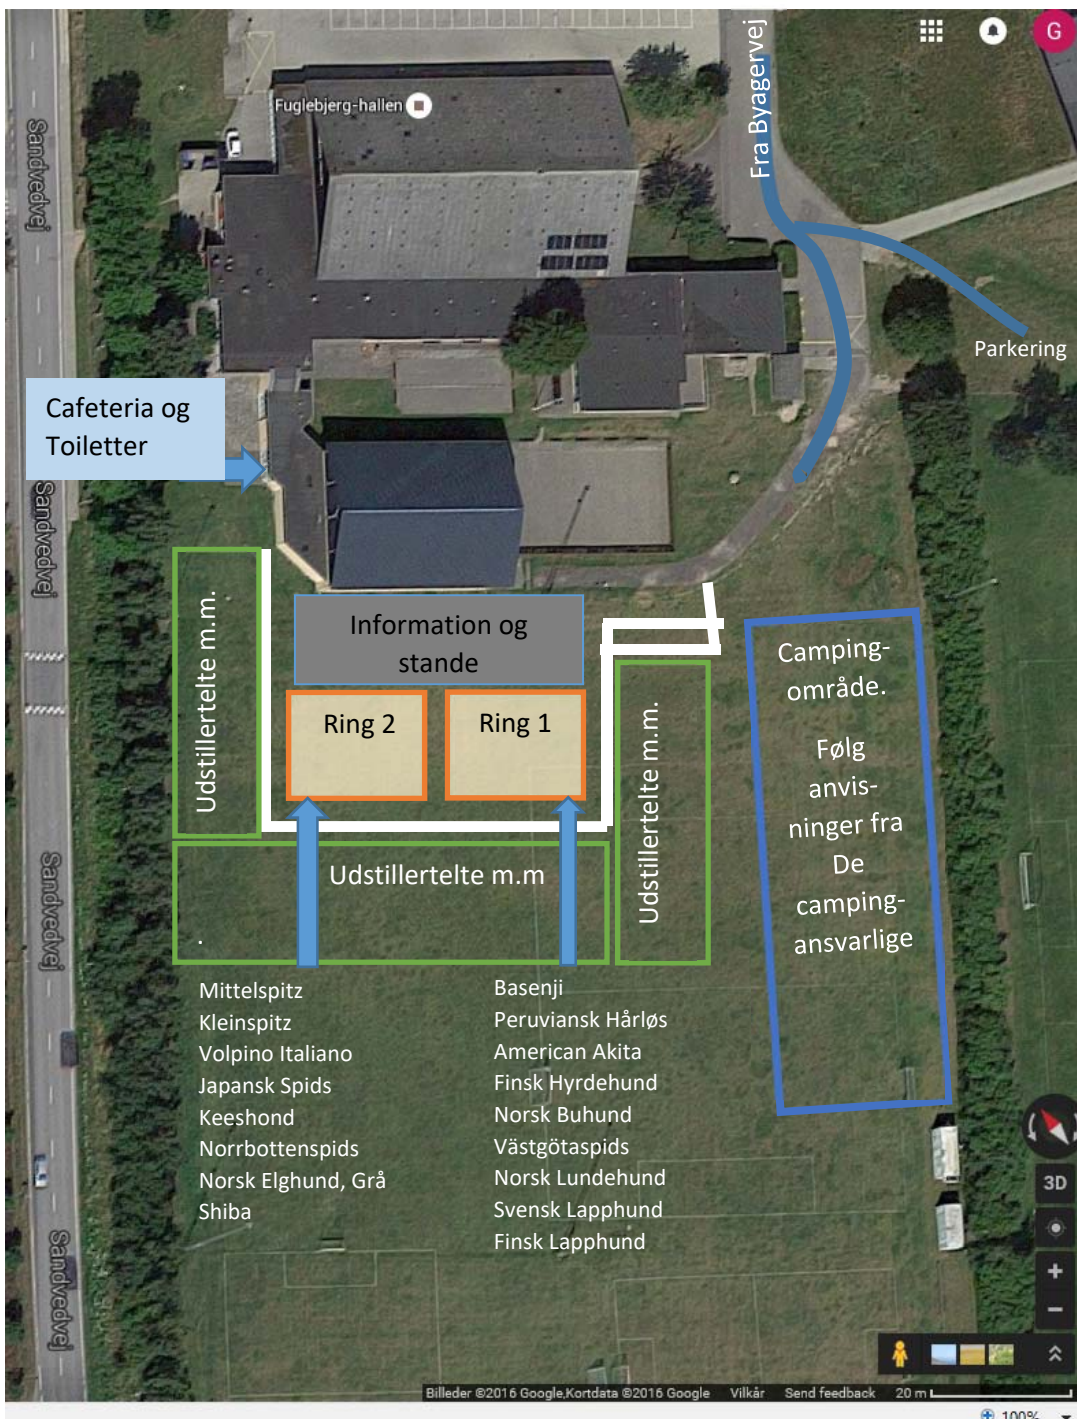 Fuglebjerg-hallen
G
Fra Byagervej
Sandvedvej
Parkering
Cafeteria og
Toiletter
Sandvedvej
Information og
stande
Ring 2
Ring 1
Udstillertelte m.m.
Udstillertelte m.m.
Udstillertelte m.m
.
Camping-
område.
Følg
anvis-
ninger fra
De
camping-
ansvarlige
Sandvedvej
Mittelspitz
Kleinspitz
Volpino Italiano
Japansk Spids
Keeshond
Norrbottenspids
Norsk Elghund, Grå
Shiba
Basenji
Peruviansk Hårløs
American Akita
Finsk Hyrdehund
Norsk Buhund
Västgötaspids
Norsk Lundehund
Svensk Lapphund
Finsk Lapphund
Sandvedvej
3D
Billeder ©2016 Google,Kortdata ©2016 Google Vilkår Send feedback 20 m
100%